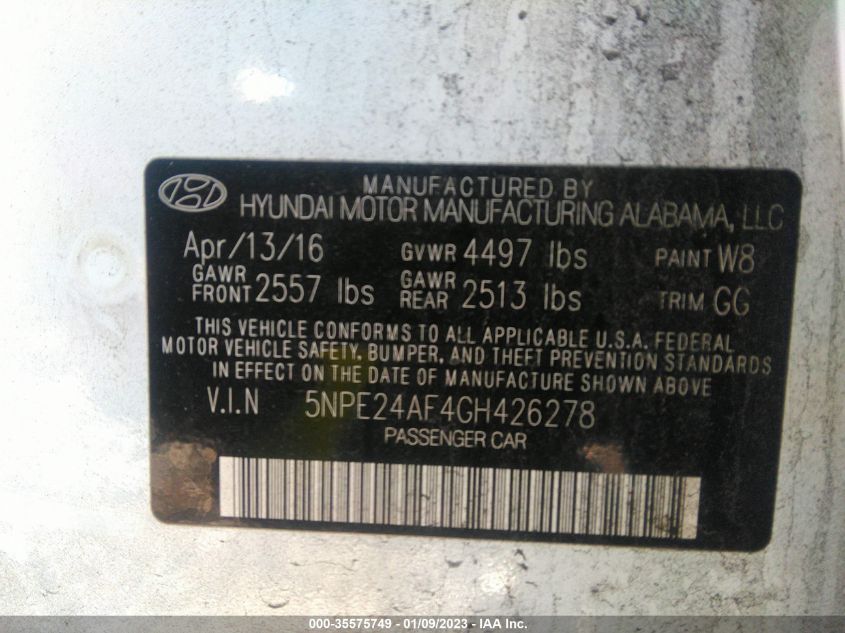 MANUFACTURED BY
HYUNDAI MOTOR MANUFACTURING ALABAMA, LLC
Apr/13/16 GVWR 4497 lbs PAINT W8
GAWR FRONT 2557 lbs GAWR REAR 2513 lbs TRIM GG
THIS VEHICLE CONFORMS TO ALL APPLICABLE U.S.A. FEDERAL
MOTOR VEHICLE SAFETY, BUMPER, AND THEFT PREVENTION STANDARDS
IN EFFECT ON THE DATE OF MANUFACTURE SHOWN ABOVE
V.I.N 5NPE24AF4GH426278
PASSENGER CAR
000-35575749 - 01/09/2023 - IAA Inc.